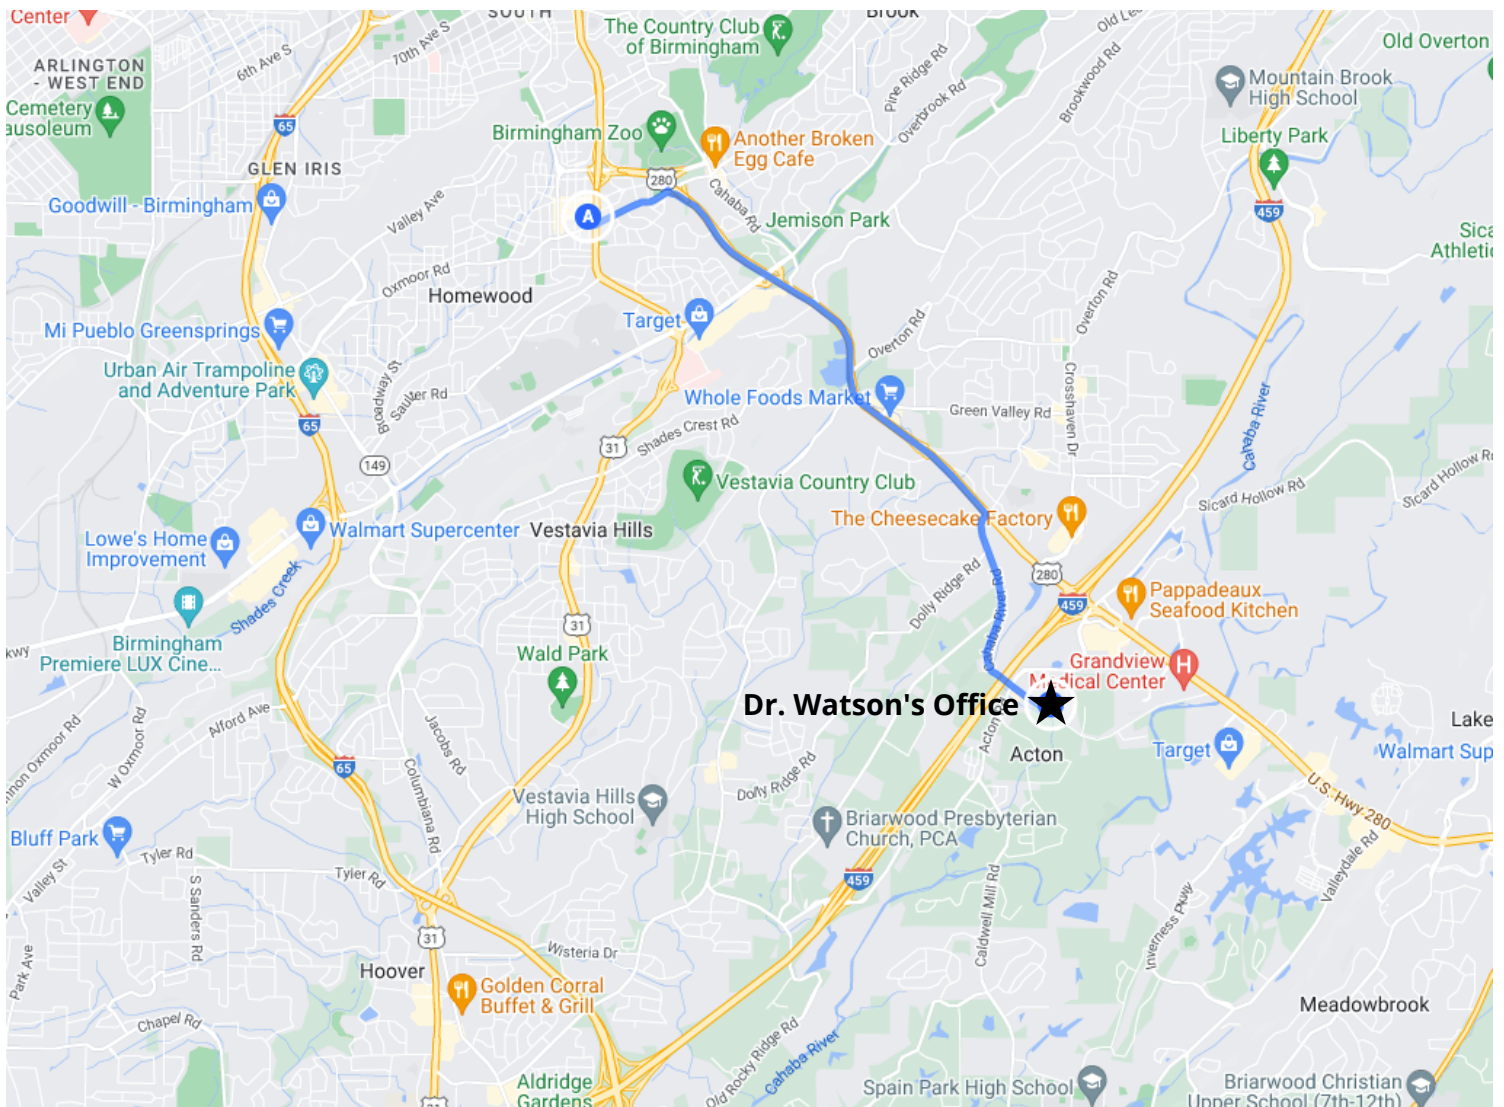 Center
SOUTH
Brook
Old Lee
The Country Club
of Birmingham
6th Ave S
70th Ave S
ARLINGTON
- WEST END
Old Overton
Pine Ridge Rd
Overbrook Rd
Brookwood Rd
Mountain Brook
High School
Cemetery
ausoleum
65
Birmingham Zoo
Another Broken
Egg Cafe
Liberty Park
GLEN IRIS
280
Goodwill - Birmingham
A
Valley Ave
Cahaba Rd
Jemison Park
459
Sica
Athletic
Oxmoor Rd
Homewood
Overton Rd
Mi Pueblo Greensprings
Target
Overton Rd
Urban Air Trampoline
and Adventure Park
Broadway St
Sauter Rd
Whole Foods Market
Green Valley Rd
Crosshaven Dr
Cahaba River
65
31
Shades Crest Rd
149
Vestavia Country Club
Sicard Hollow Rd
Sicard Hollow Rd
Walmart Supercenter
Vestavia Hills
The Cheesecake Factory
Lowe's Home
Improvement
Shades Creek
280
Dolly Ridge Rd
Cahaba River Rd
459
Pappadeaux
Seafood Kitchen
31
Birmingham
Premiere LUX Cine...
kwy
Wald Park
Grandview
Medical Center
H
Dr. Watson's Office
Alford Ave
W Oxmoor Rd
nnon Oxmoor Rd
Jacobs Rd
Acton Rd
Acton
Lake
Target
Walmart Sup
65
Columbiana Rd
Dolly Ridge Rd
U.S. Hwy 280
Vestavia Hills
High School
Briarwood Presbyterian
Church, PCA
Bluff Park
Tyler Rd
Tyler Rd
Valley St
S Sanders Rd
459
Caldwell Mill Rd
Valleydale Rd
Inverness Pkwy
31
Wisteria Dr
Park Ave
Hoover
Golden Corral
Buffet & Grill
Meadowbrook
Chapel Rd
Old Rocky Ridge Rd
Cahaba River
Aldridge
Gardens
Spain Park High School
Briarwood Christian
Upper School (7th-12th)
31